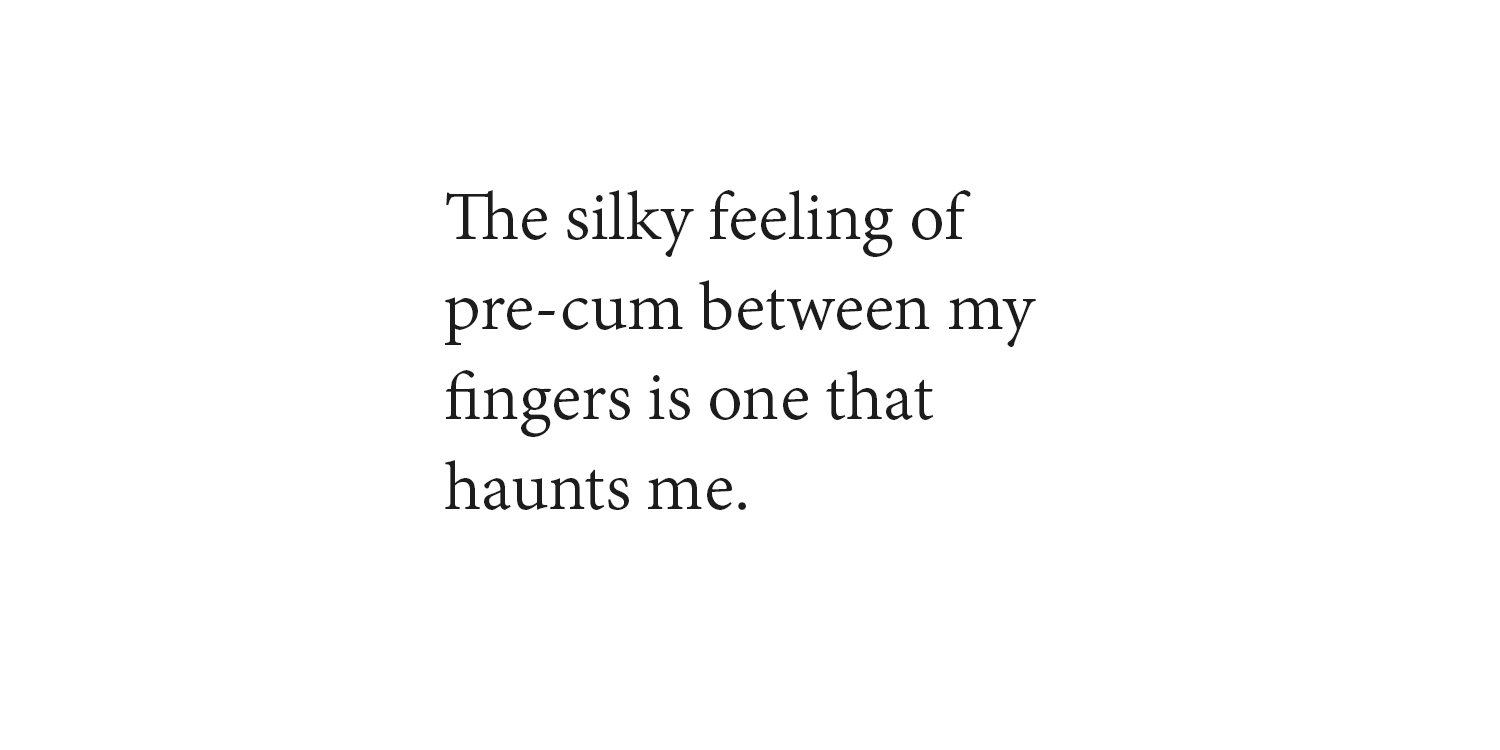 The silky feeling of
pre-cum between my
fingers is one that
haunts me.